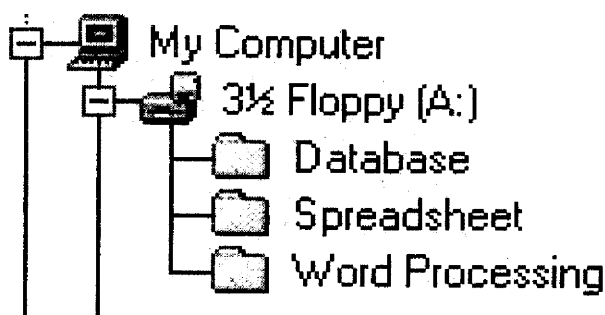 My Computer
3½ Floppy (A:)
Database
Spreadsheet
Word Processing